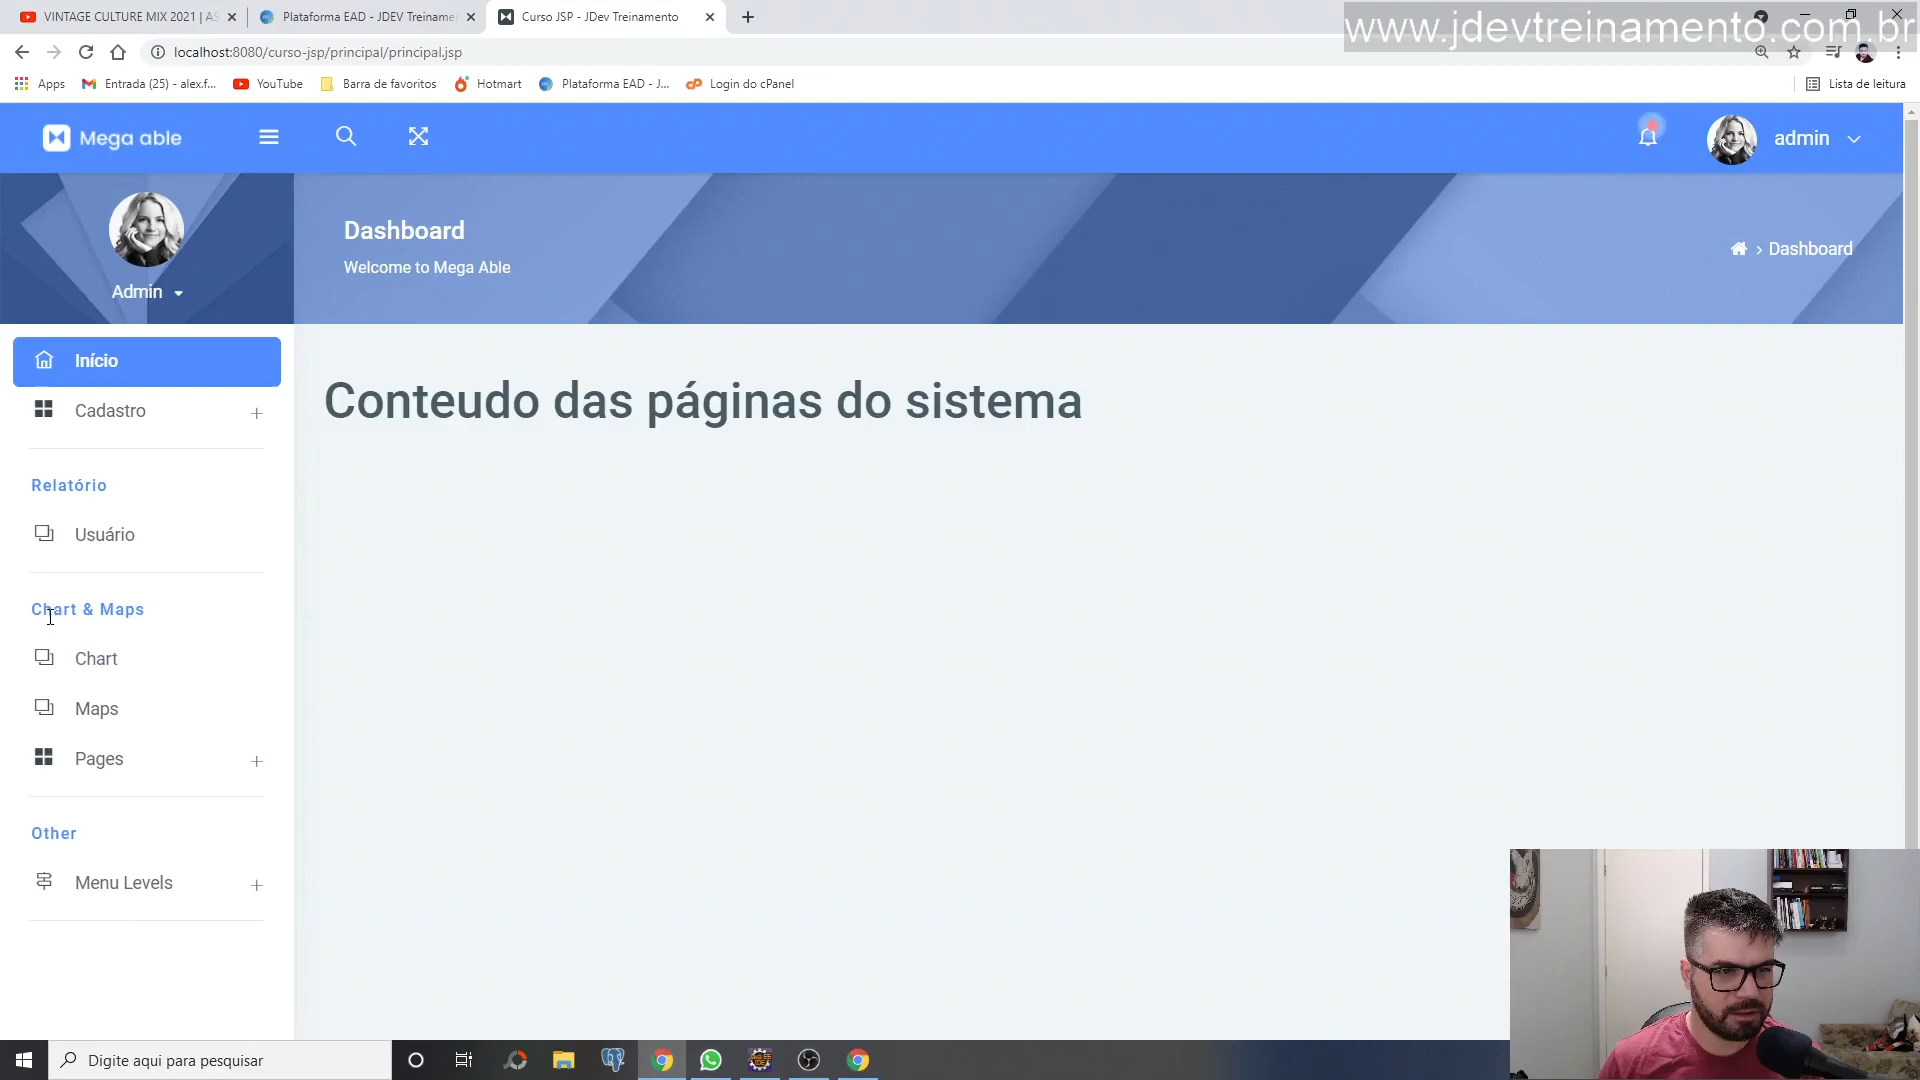 VINTAGE CULTURE MIX 2021 | AS
Plataforma EAD - JDEV Treiname
Curso JSP - JDev Treinamento
www.jdevtreinamento.com.br
localhost:8080/curso-jsp/principal/principal.jsp
Apps
Entrada (25) - alex.f...
YouTube
Barra de favoritos
Hotmart
Plataforma EAD - J...
Login do cPanel
Lista de leitura
Mega able
admin
Admin
Dashboard
Welcome to Mega Able
› Dashboard
Início
Cadastro
Relatório
Usuário
Chart & Maps
Chart
Maps
Pages
Other
Menu Levels
Conteudo das páginas do sistema
Digite aqui para pesquisar